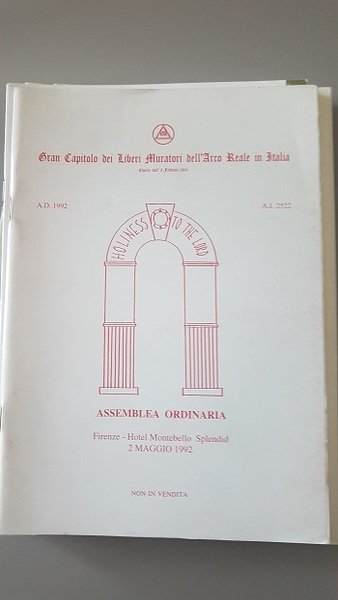 Gran Capitolo dei Liberi Muratori dell'Arco Reale in Italia
A.D. 1992
A.I. 2522
HOLINESS TO THE LORD
ASSEMBLEA ORDINARIA
Firenze - Hotel Montebello Splendid
2 MAGGIO 1992
NON IN VENDITA